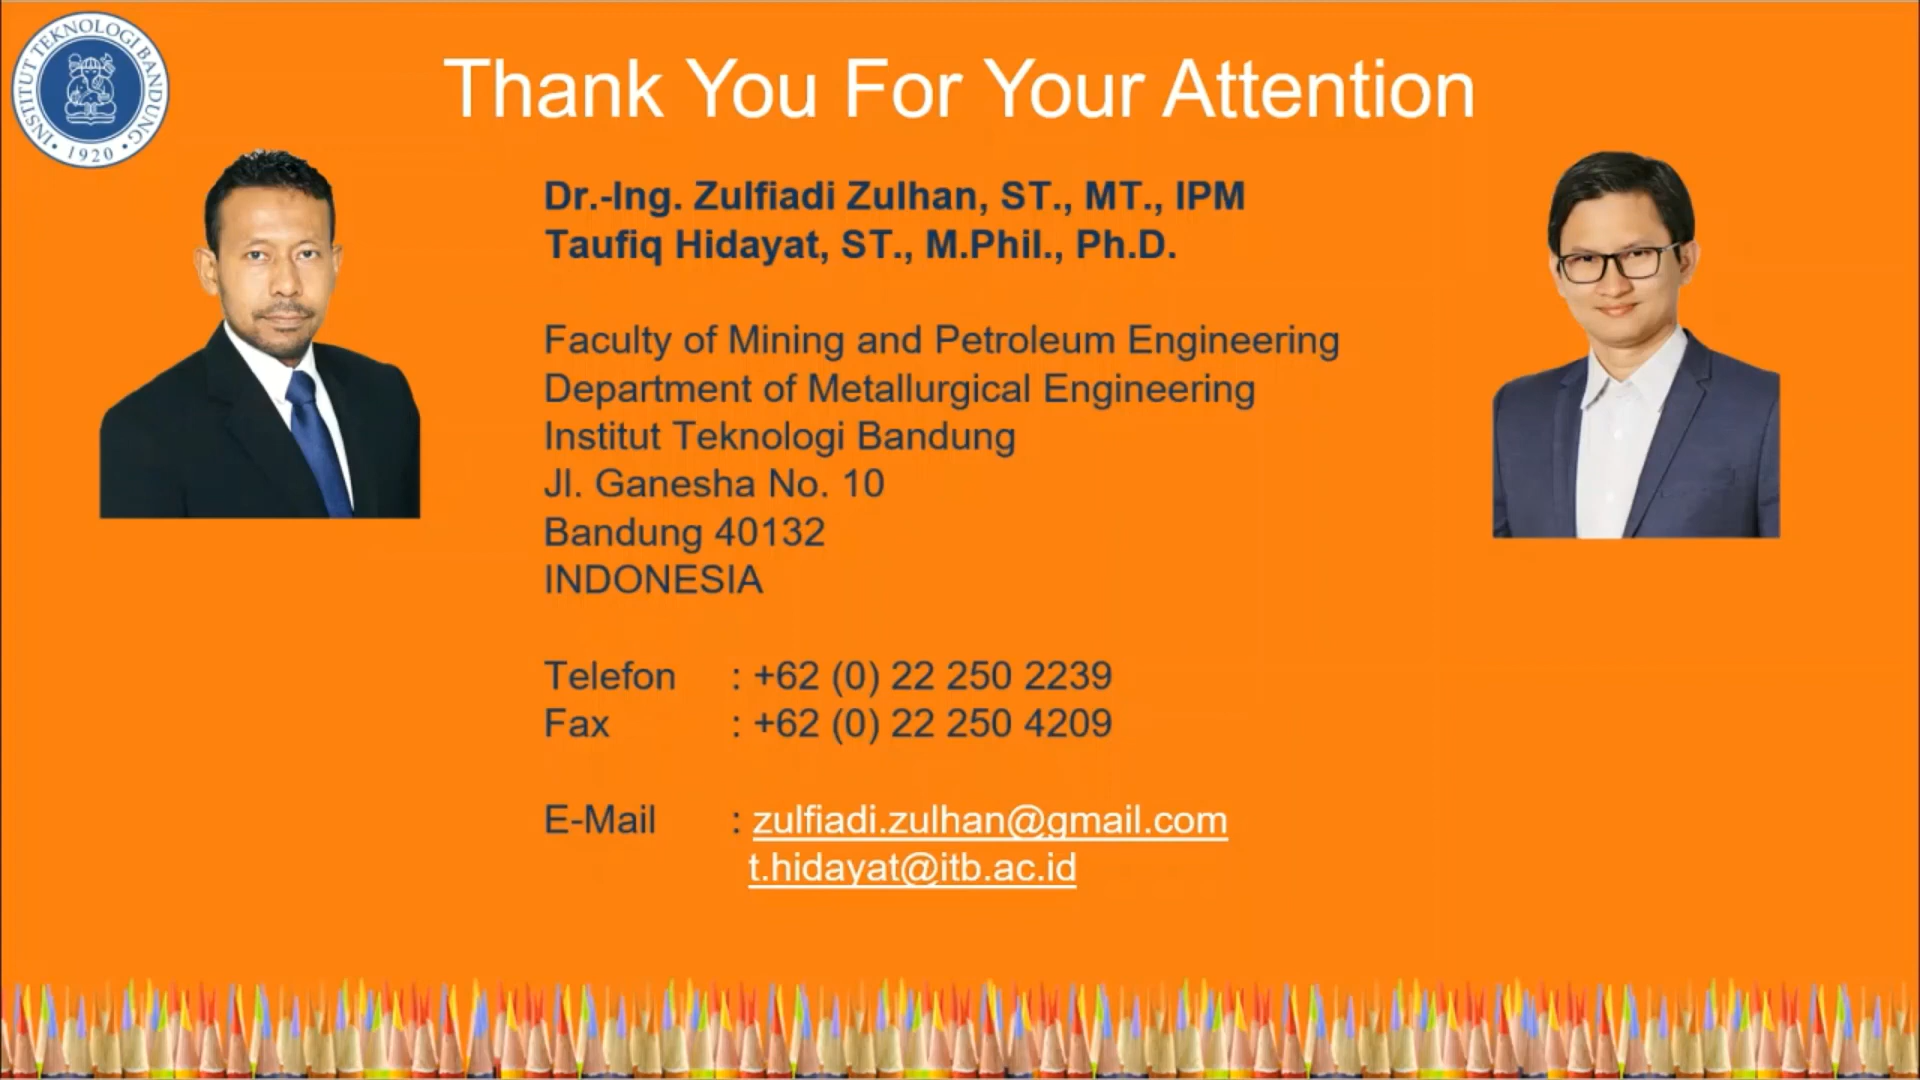 INSTITUT TEKNOLOGI BANDUNG
1920
Thank You For Your Attention
Dr.-Ing. Zulfiadi Zulhan, ST., MT., IPM
Taufiq Hidayat, ST., M.Phil., Ph.D.
Faculty of Mining and Petroleum Engineering
Department of Metallurgical Engineering
Institut Teknologi Bandung
Jl. Ganesha No. 10
Bandung 40132
INDONESIA
Telefon : +62 (0) 22 250 2239
Fax : +62 (0) 22 250 4209
E-Mail : zulfiadi.zulhan@gmail.com
t.hidayat@itb.ac.id